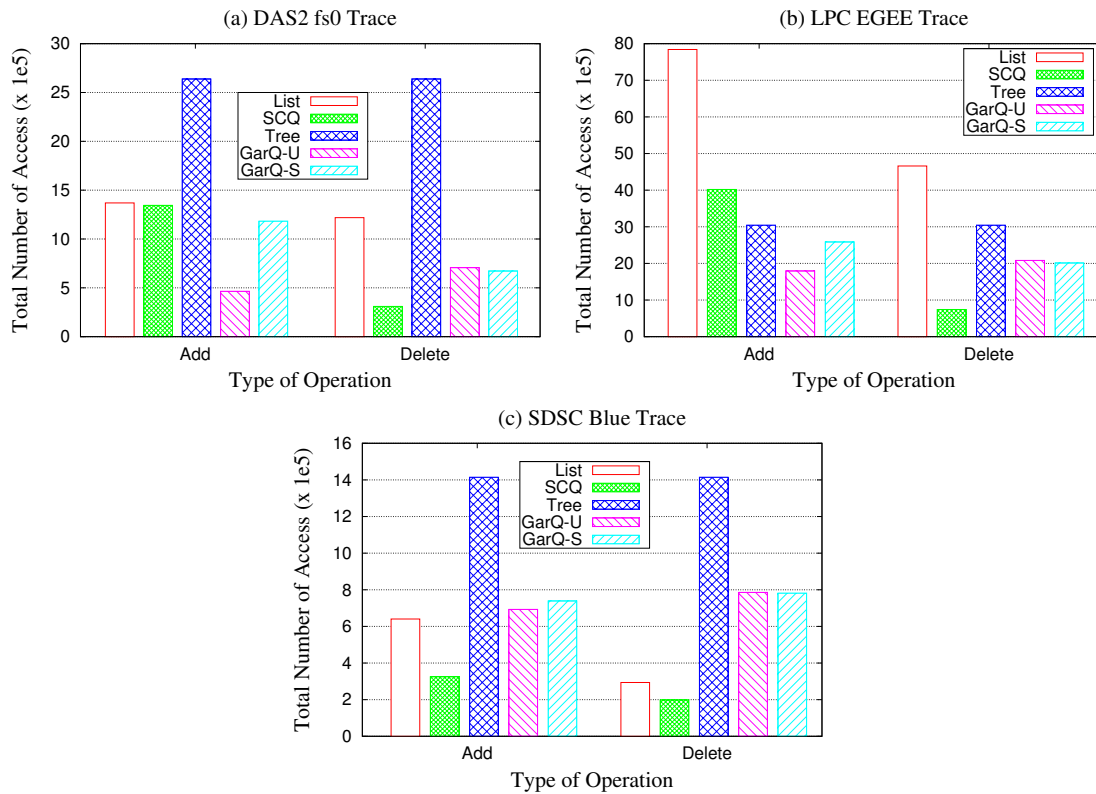 (a) DAS2 fs0 Trace
Total Number of Access (x 1e5)
30
25
20
15
10
5
0
List
SCQ
Tree
GarQ-U
GarQ-S
Add
Delete
Type of Operation
(b) LPC EGEE Trace
Total Number of Access (x 1e5)
80
70
60
50
40
30
20
10
0
List
SCQ
Tree
GarQ-U
GarQ-S
Add
Delete
Type of Operation
(c) SDSC Blue Trace
Total Number of Access (x 1e5)
16
14
12
10
8
6
4
2
0
List
SCQ
Tree
GarQ-U
GarQ-S
Add
Delete
Type of Operation